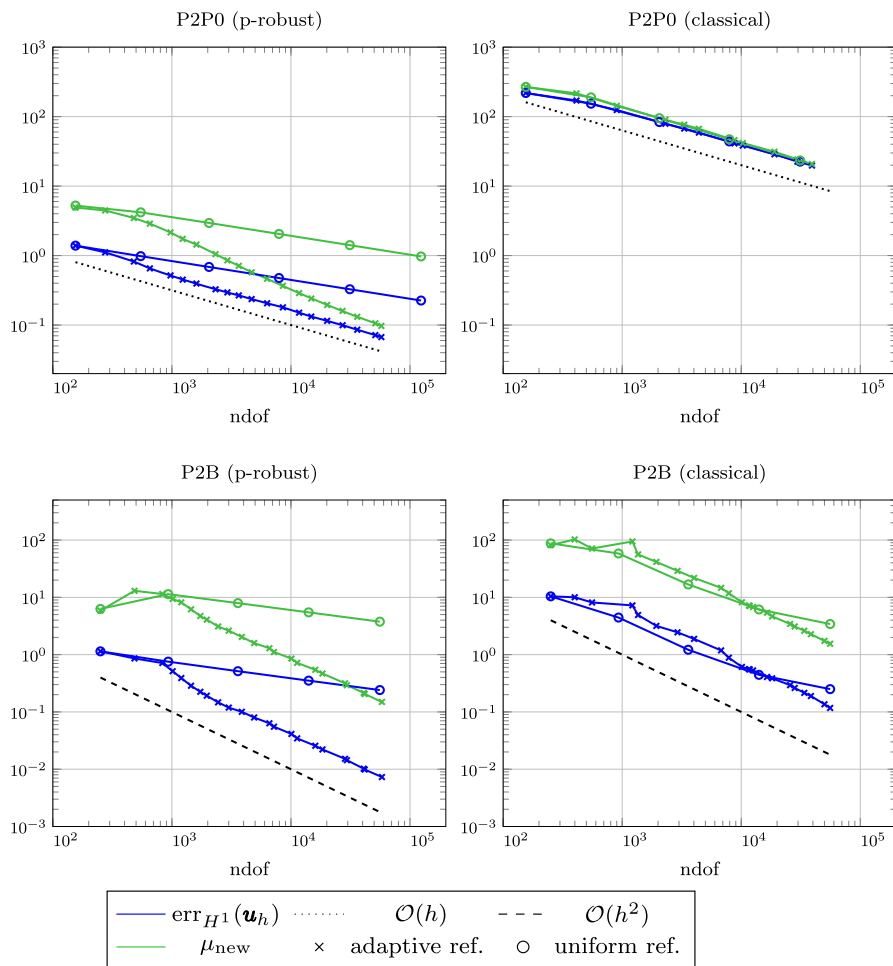 P2P0 (p-robust) P2P0 (classical)
10^3 10^3
10^2 10^2
10^1 10^1
10^0 10^0
10^−1 10^−1
10^2 10^3 10^4 10^5 10^2 10^3 10^4 10^5
ndof ndof
P2B (p-robust) P2B (classical)
10^2 10^2
10^1 10^1
10^0 10^0
10^−1 10^−1
10^−2 10^−2
10^−3 10^−3
10^2 10^3 10^4 10^5 10^2 10^3 10^4 10^5
ndof ndof
err_{H^1}(𝒖_h) 𝒪(h) 𝒪(h^2)
μ_new adaptive ref. uniform ref.